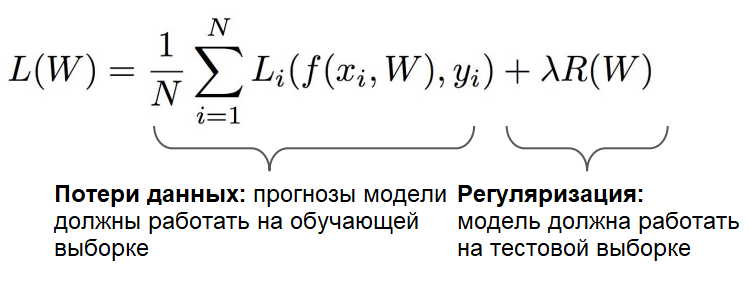 L(W) = \frac{1}{N} \sum_{i=1}^{N} L_i(f(x_i, W), y_i) + λR(W)
Потери данных: прогнозы модели
должны работать на обучающей
выборке
Регуляризация:
модель должна работать
на тестовой выборке